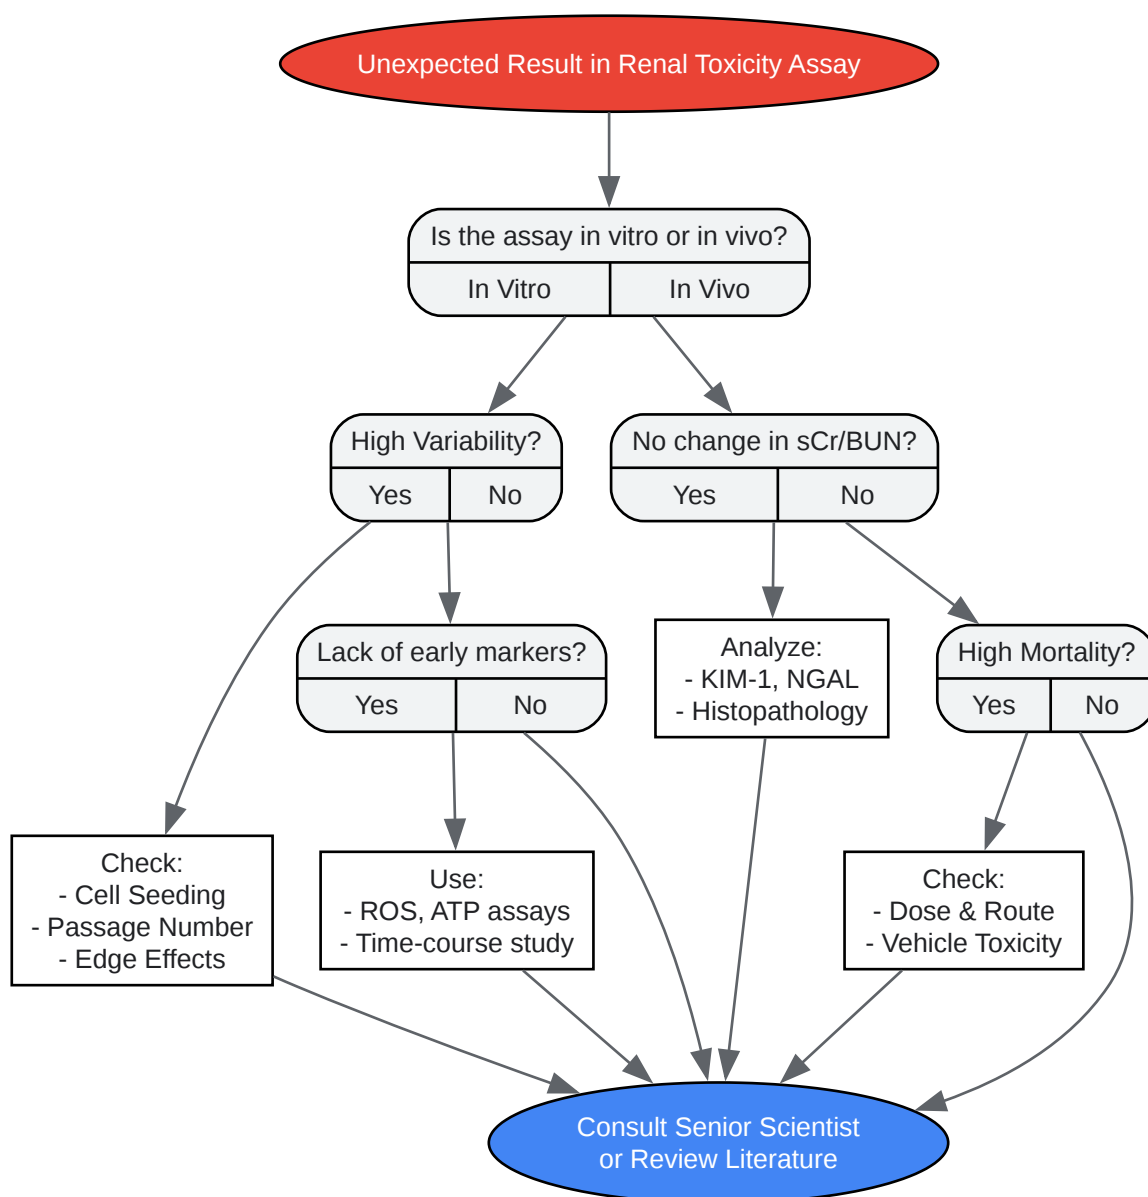 Unexpected Result in Renal Toxicity Assay
Is the assay in vitro or in vivo?
In Vitro
In Vivo
High Variability?
Yes
No
No change in sCr/BUN?
Yes
No
Lack of early markers?
Yes
No
Analyze:
- KIM-1, NGAL
- Histopathology
High Mortality?
Yes
No
Check:
- Cell Seeding
- Passage Number
- Edge Effects
Use:
- ROS, ATP assays
- Time-course study
Check:
- Dose & Route
- Vehicle Toxicity
Consult Senior Scientist
or Review Literature